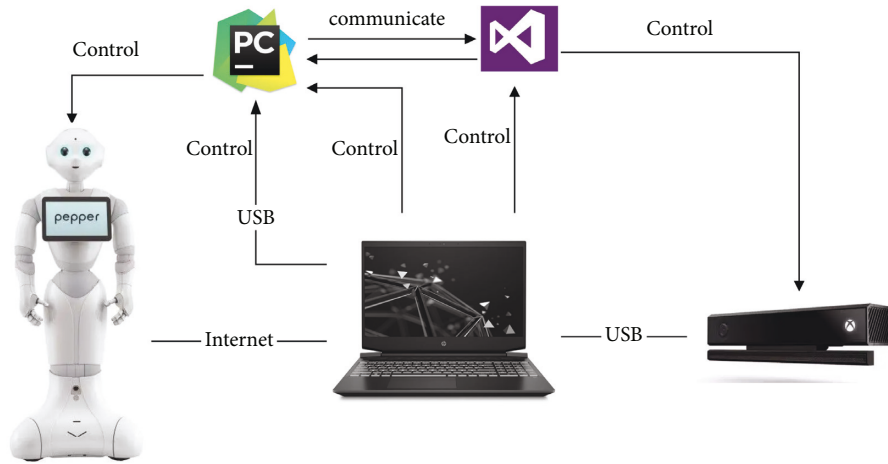 communicate
Control
PC
Control
Control
Control
Control
USB
pepper
Internet
USB